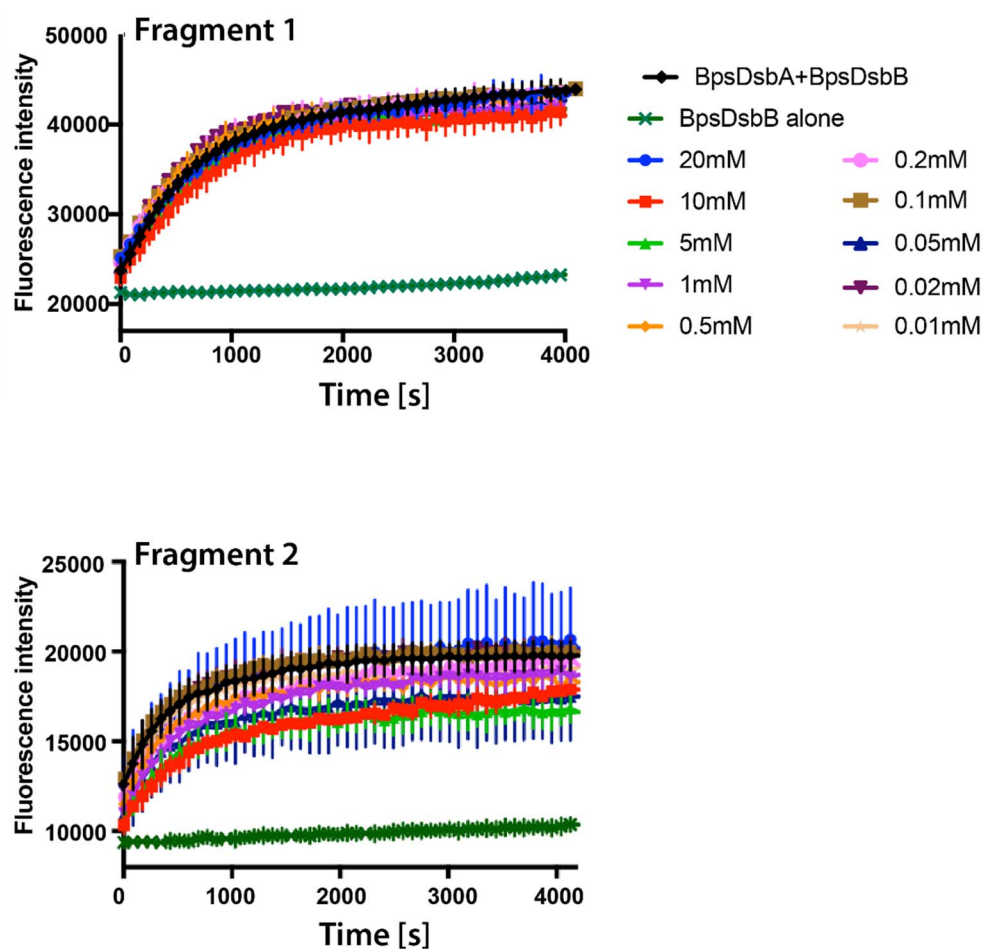 Fragment 1
Fluorescence intensity
50000
40000
30000
20000
0
1000
2000
3000
4000
Time [s]
BpsDsbA+BpsDsbB
BpsDsbB alone
20mM
0.2mM
10mM
0.1mM
5mM
0.05mM
1mM
0.02mM
0.5mM
0.01mM
Fragment 2
Fluorescence intensity
25000
20000
15000
10000
0
1000
2000
3000
4000
Time [s]